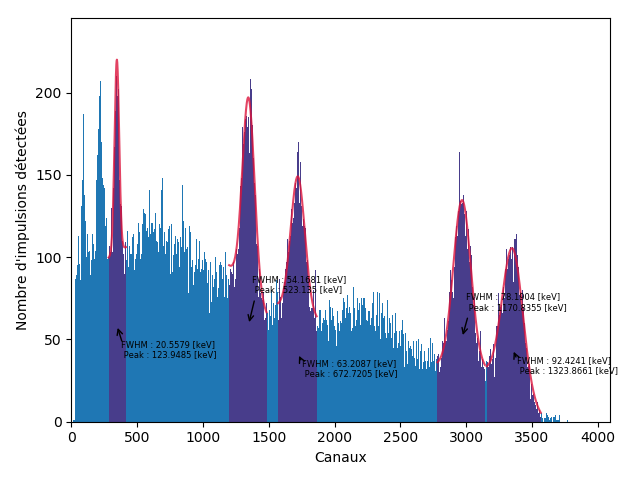 Nombre d'impulsions détectées
200
150
100
50
0
FWHM : 54.1681 [keV]
Peak : 523.135 [keV]
FWHM : 78.1904 [keV]
Peak : 1170.8355 [keV]
FWHM : 20.5579 [keV]
Peak : 123.9485 [keV]
FWHM : 63.2087 [keV]
Peak : 672.7205 [keV]
FWHM : 92.4241 [keV]
Peak : 1323.8661 [keV]
0 500 1000 1500 2000 2500 3000 3500 4000
Canaux